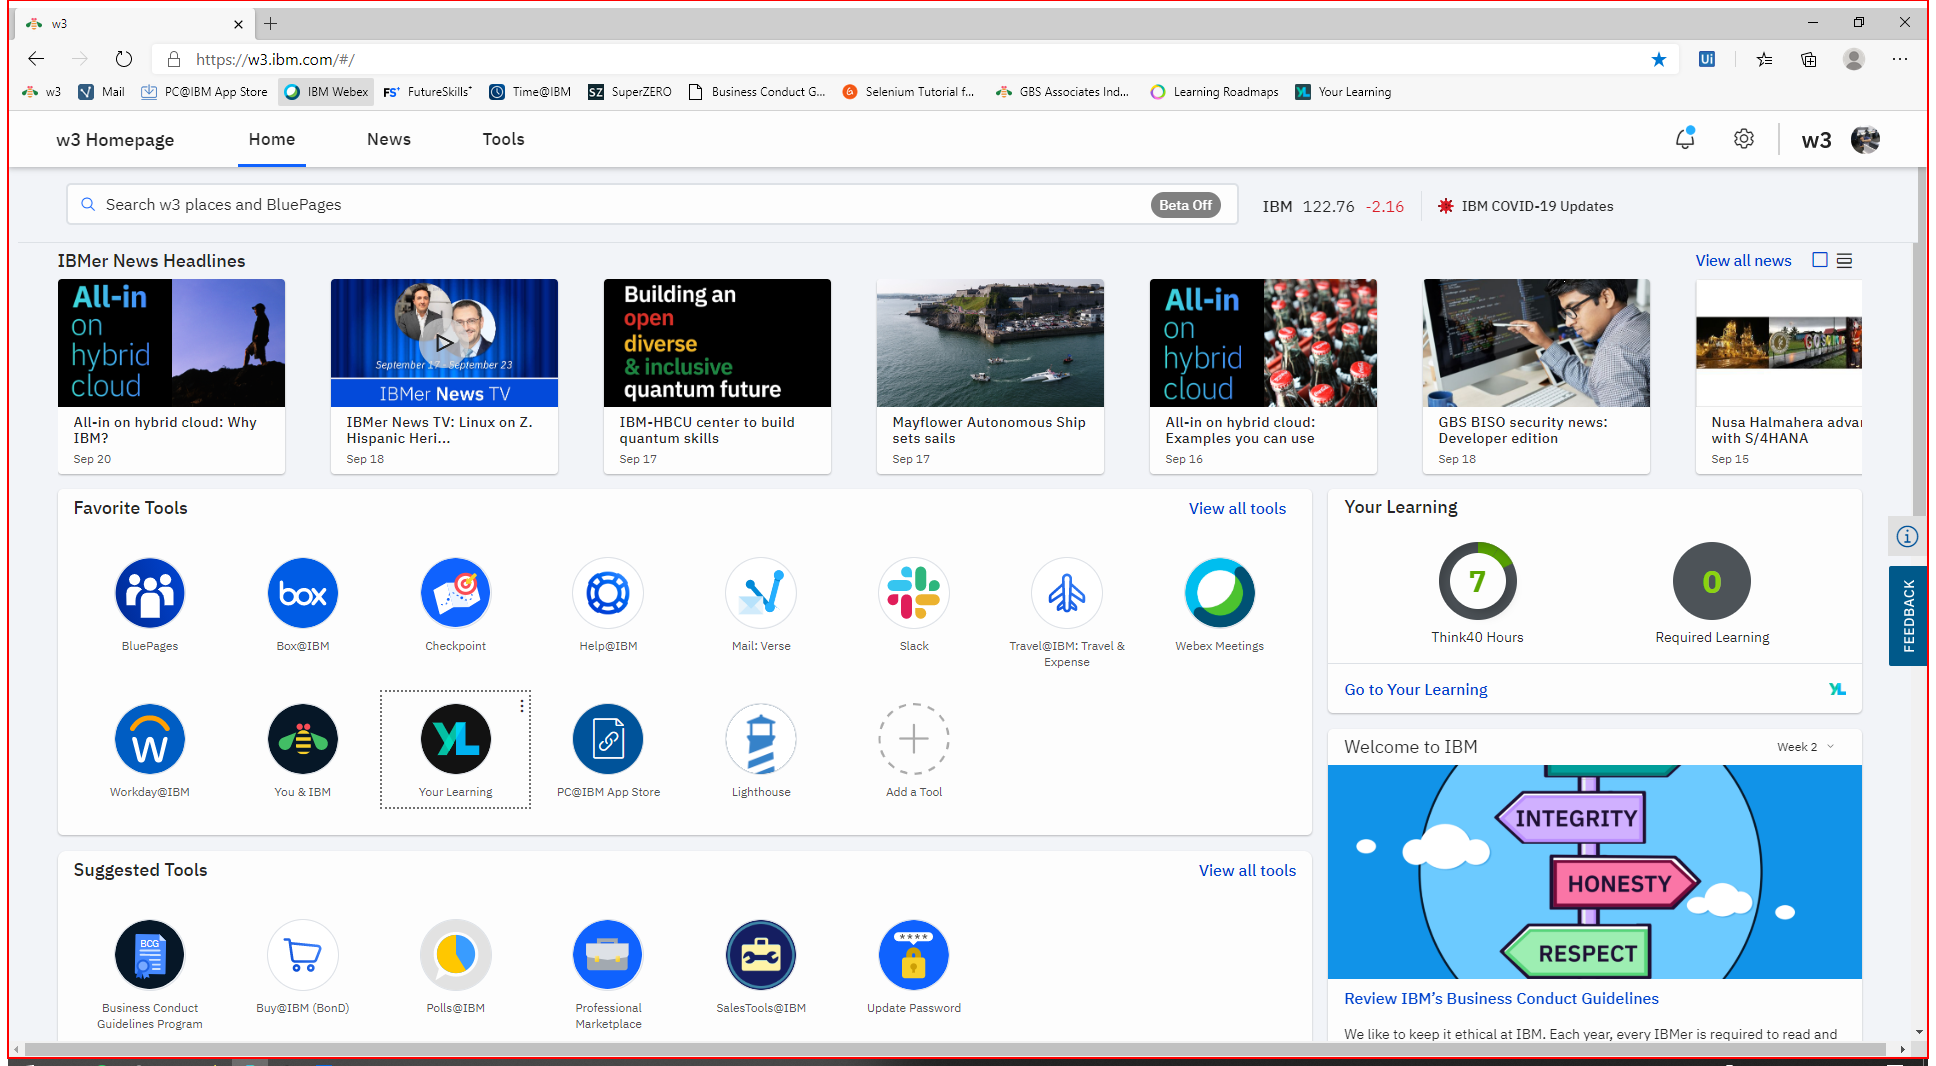 w3
https://w3.ibm.com/#/
w3 Mail PC@IBM App Store IBM Webex FS+ FutureSkills+ Time@IBM SZ SuperZERO Business Conduct G... Selenium Tutorial f... GBS Associates Ind... Learning Roadmaps YL Your Learning
Ui
w3 Homepage Home News Tools w3
Search w3 places and BluePages Beta Off IBM 122.76 -2.16 IBM COVID-19 Updates
IBMer News Headlines View all news
All-in
on
hybrid
cloud
All-in on hybrid cloud: Why
IBM?
Sep 20
September 17 - September 23
IBMer News TV
IBMer News TV: Linux on Z.
Hispanic Heri...
Sep 18
Building an
open
diverse
& inclusive
quantum future
IBM-HBCU center to build
quantum skills
Sep 17
Mayflower Autonomous Ship
sets sails
Sep 17
All-in
on
hybrid
cloud
All-in on hybrid cloud:
Examples you can use
Sep 16
GBS BISO security news:
Developer edition
Sep 18
Nusa Halmahera advan
with S/4HANA
Sep 15
Favorite Tools View all tools
box
BluePages Box@IBM Checkpoint Help@IBM Mail: Verse Slack Travel@IBM: Travel &
Expense
Webex Meetings
W YL
Workday@IBM You & IBM Your Learning PC@IBM App Store Lighthouse Add a Tool
Suggested Tools View all tools
BCG ****
Business Conduct
Guidelines Program
Buy@IBM (BonD)
Polls@IBM
Professional
Marketplace
SalesTools@IBM
Update Password
Your Learning
7 0
Think40 Hours Required Learning
Go to Your Learning YL
FEEDBACK
Welcome to IBM Week 2
INTEGRITY
HONESTY
RESPECT
Review IBM's Business Conduct Guidelines
We like to keep it ethical at IBM. Each year, every IBMer is required to read and